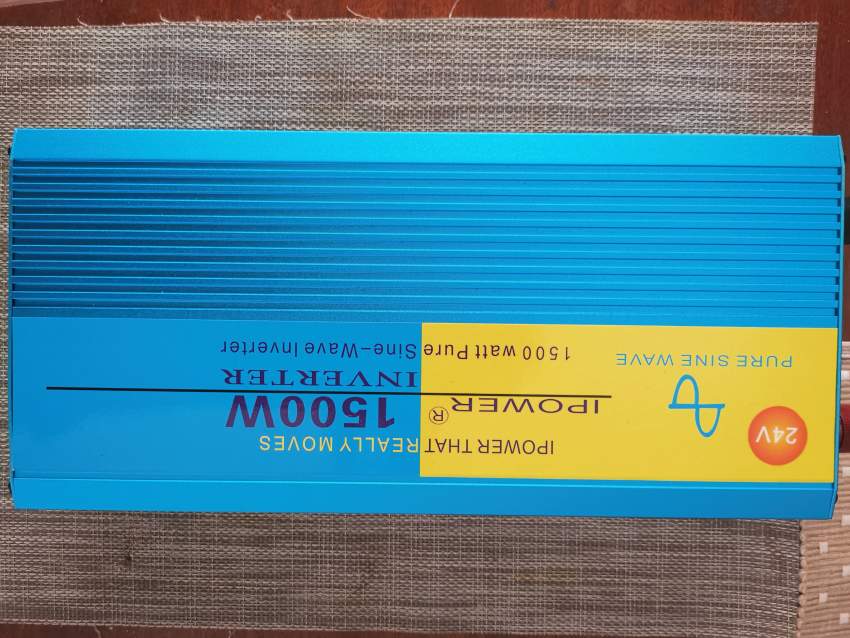 IPOWER THAT REALLY MOVES
24V
IPOWER® 1500W
INVERTER
PURE SINE WAVE
1500 watt Pure Sine-Wave Inverter